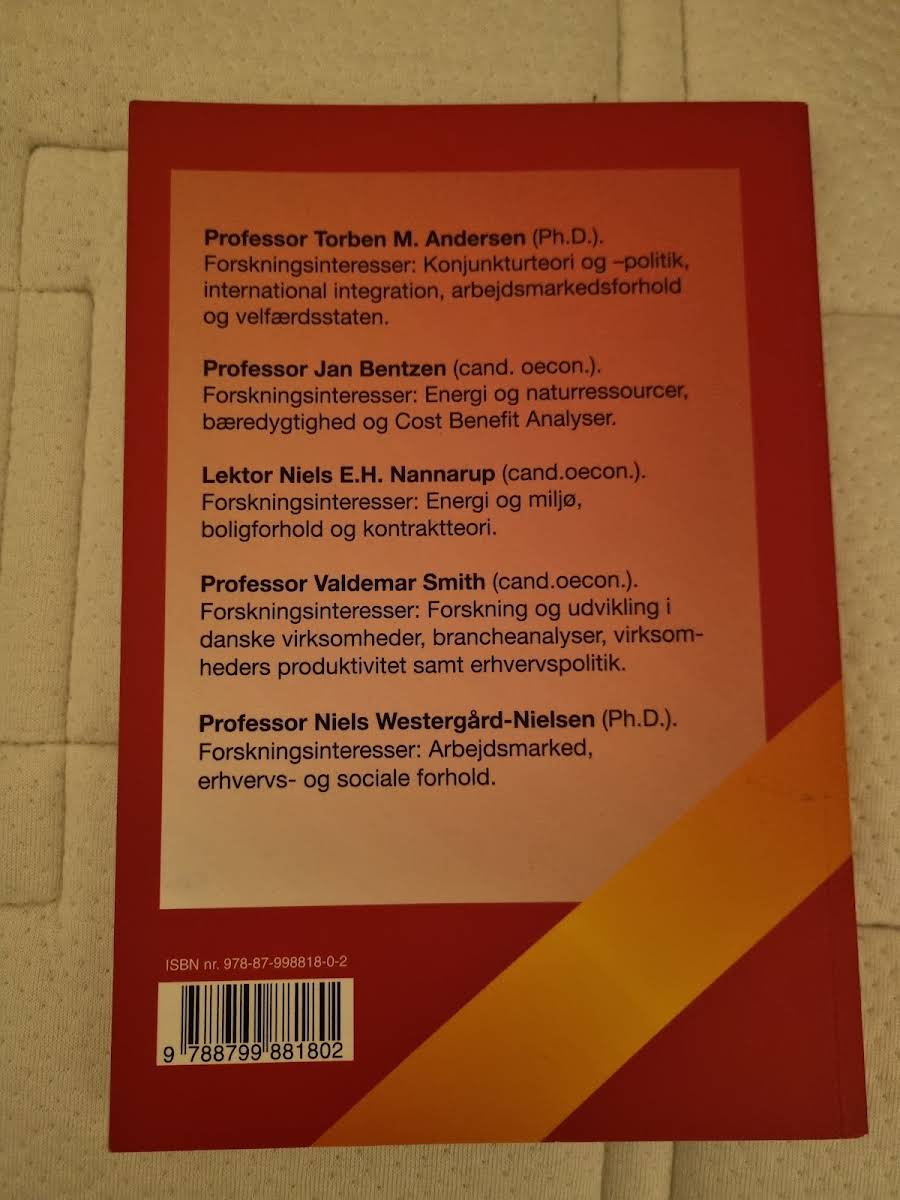 Professor Torben M. Andersen (Ph.D.).
Forskningsinteresser: Konjunkturteori og –politik,
international integration, arbejdsmarkedsforhold
og velfærdsstaten.
Professor Jan Bentzen (cand. oecon.).
Forskningsinteresser: Energi og naturressourcer,
bæredygtighed og Cost Benefit Analyser.
Lektor Niels E.H. Nannarup (cand.oecon.).
Forskningsinteresser: Energi og miljø,
boligforhold og kontraktteori.
Professor Valdemar Smith (cand.oecon.).
Forskningsinteresser: Forskning og udvikling i
danske virksomheder, brancheanalyser, virksom-
heders produktivitet samt erhvervspolitik.
Professor Niels Westergård-Nielsen (Ph.D.).
Forskningsinteresser: Arbejdsmarked,
erhvervs- og sociale forhold.
ISBN nr. 978-87-998818-0-2
9 788799 881802